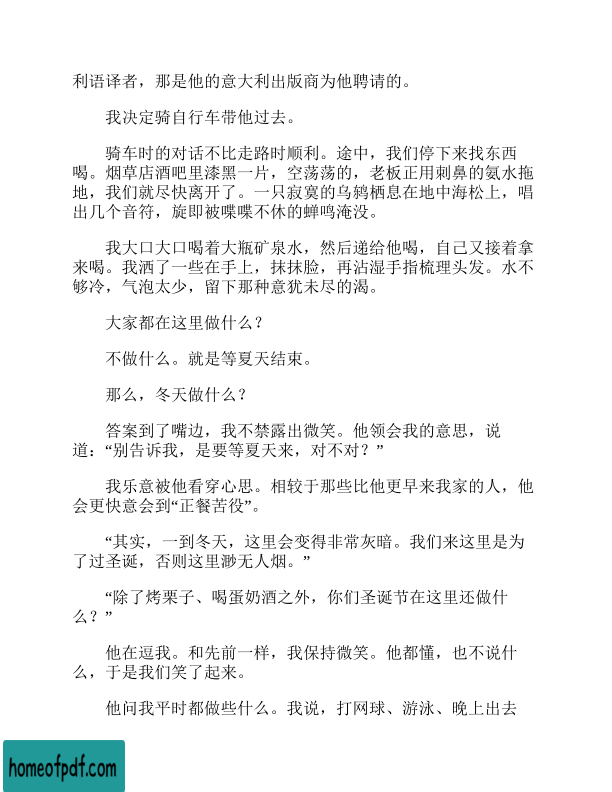 利语译者，那是他的意大利出版商为他聘请的。
我决定骑自行车带他过去。
骑车时的对话不比走路时顺利。途中，我们停下来找东西
喝。烟草店酒吧里漆黑一片，空荡荡的，老板正用刺鼻的氨水拖
地，我们就尽快离开了。一只寂寞的乌鸫栖息在地中海松上，唱
出几个音符，旋即被喋喋不休的蝉鸣淹没。
我大口大口喝着大瓶矿泉水，然后递给他喝，自己又接着拿
来喝。我洒了一些在手上，抹抹脸，再沾湿手指梳理头发。水不
够冷，气泡太少，留下那种意犹未尽的渴。
大家都在这里做什么？
不做什么。就是等夏天结束。
那么，冬天做什么？
答案到了嘴边，我不禁露出微笑。他领会我的意思，说
道：“别告诉我，是要等夏天来，对不对？”
我乐意被他看穿心思。相较于那些比他更早来我家的人，他
会更快意会到“正餐苦役”。
“其实，一到冬天，这里会变得非常灰暗。我们来这里是为
了过圣诞，否则这里渺无人烟。”
“除了烤栗子、喝蛋奶酒之外，你们圣诞节在这里还做什
么？”
他在逗我。和先前一样，我保持微笑。他都懂，也不说什
么，于是我们笑了起来。
他问我平时都做些什么。我说，打网球、游泳、晚上出去
homeofpdf.com